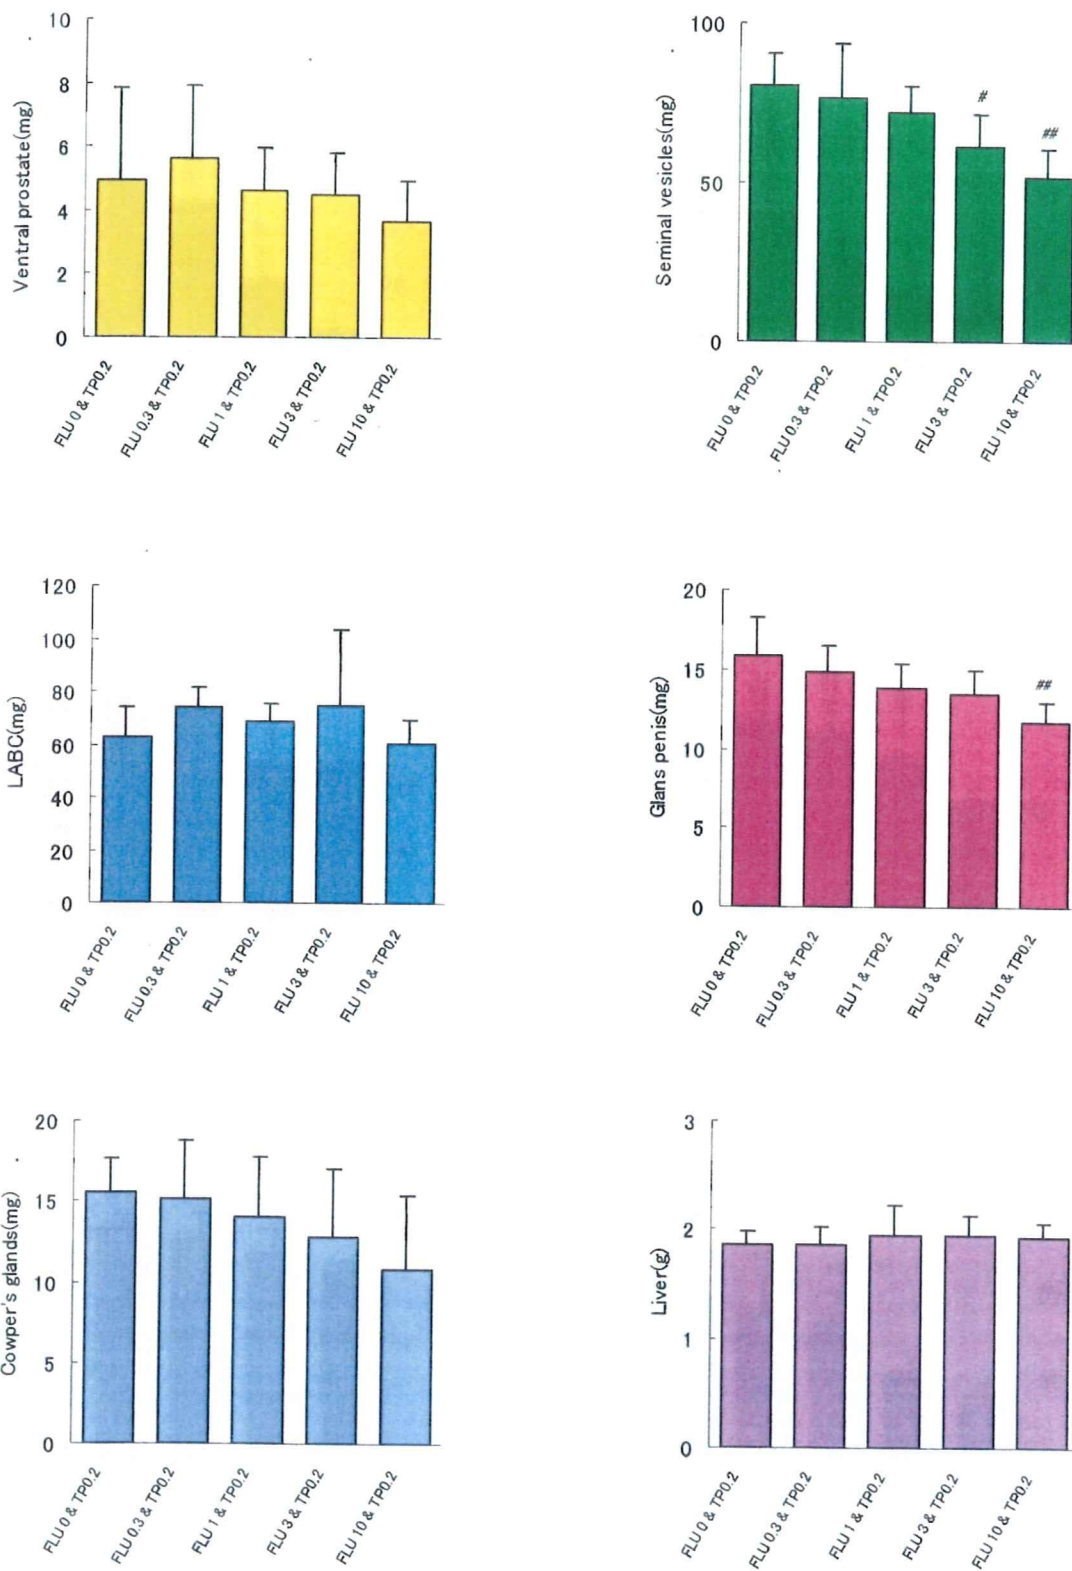 Ventral prostate(mg)
10
8
6
4
2
0
FLU 0 & TP0.2
FLU 0.3 & TP0.2
FLU 1 & TP0.2
FLU 3 & TP0.2
FLU 10 & TP0.2
Seminal vesicles(mg)
100
50
0
#
##
FLU 0 & TP0.2
FLU 0.3 & TP0.2
FLU 1 & TP0.2
FLU 3 & TP0.2
FLU 10 & TP0.2
LABC(mg)
120
100
80
60
40
20
0
FLU 0 & TP0.2
FLU 0.3 & TP0.2
FLU 1 & TP0.2
FLU 3 & TP0.2
FLU 10 & TP0.2
Glans penis(mg)
20
15
10
5
0
##
FLU 0 & TP0.2
FLU 0.3 & TP0.2
FLU 1 & TP0.2
FLU 3 & TP0.2
FLU 10 & TP0.2
Cowper's glands(mg)
20
15
10
5
0
FLU 0 & TP0.2
FLU 0.3 & TP0.2
FLU 1 & TP0.2
FLU 3 & TP0.2
FLU 10 & TP0.2
Liver(g)
3
2
1
0
FLU 0 & TP0.2
FLU 0.3 & TP0.2
FLU 1 & TP0.2
FLU 3 & TP0.2
FLU 10 & TP0.2